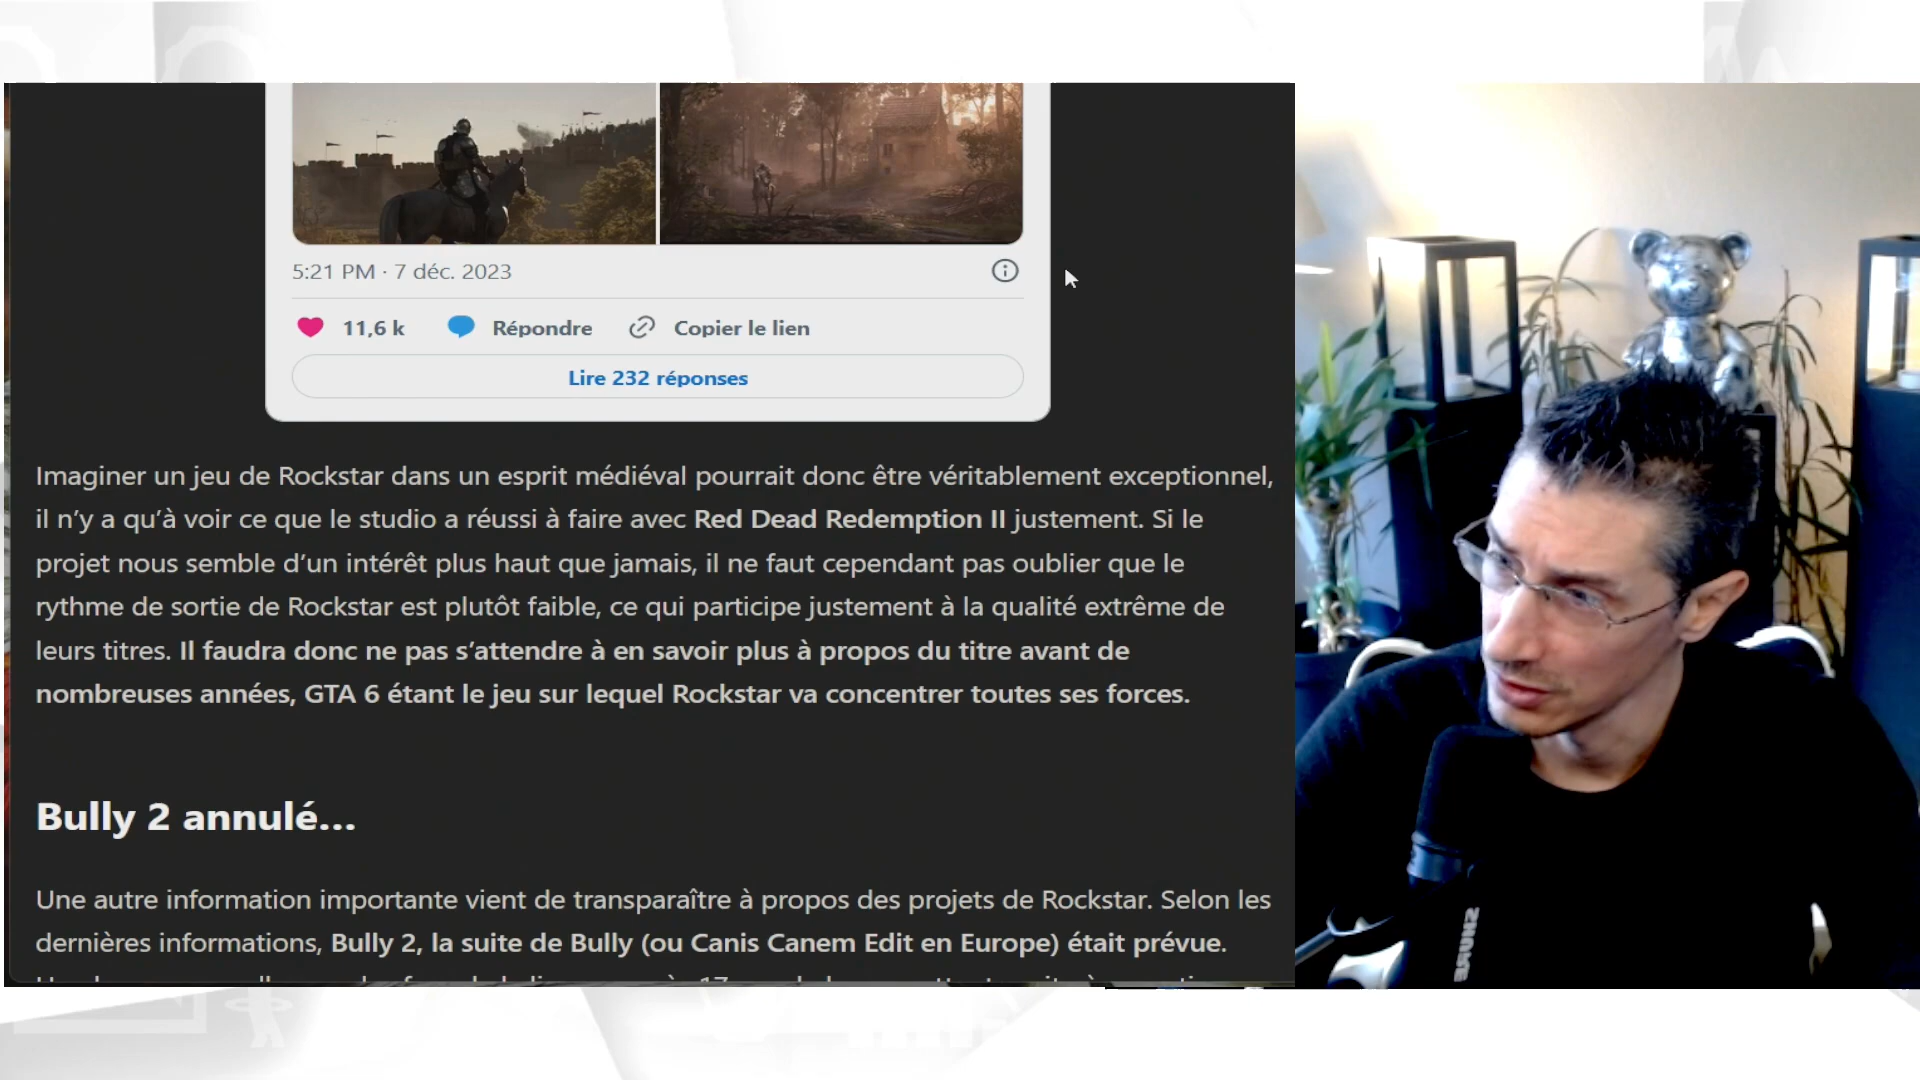 5:21 PM · 7 déc. 2023
11,6 k Répondre Copier le lien
Lire 232 réponses
Imaginer un jeu de Rockstar dans un esprit médiéval pourrait donc être véritablement exceptionnel,
il n’y a qu’à voir ce que le studio a réussi à faire avec Red Dead Redemption II justement. Si le
projet nous semble d’un intérêt plus haut que jamais, il ne faut cependant pas oublier que le
rythme de sortie de Rockstar est plutôt faible, ce qui participe justement à la qualité extrême de
leurs titres. Il faudra donc ne pas s’attendre à en savoir plus à propos du titre avant de
nombreuses années, GTA 6 étant le jeu sur lequel Rockstar va concentrer toutes ses forces.
Bully 2 annulé...
Une autre information importante vient de transparaître à propos des projets de Rockstar. Selon les
dernières informations, Bully 2, la suite de Bully (ou Canis Canem Edit en Europe) était prévue.